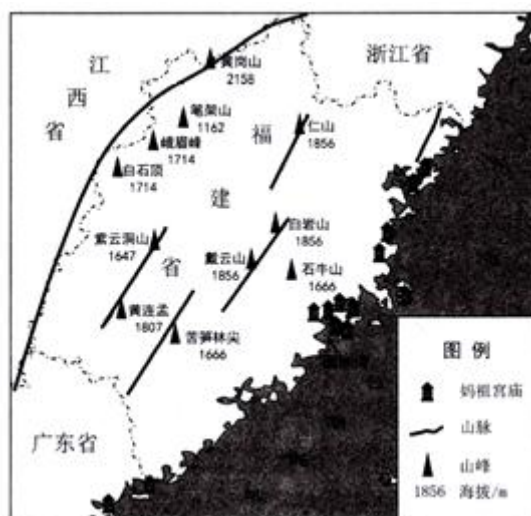 江西省
浙江省
福建省
广东省
黄岗山
2158
笔架山
1162
峨眉峰
1714
白石顶
1714
仁山
1856
白岩山
1856
紫云洞山
1647
戴云山
1856
石牛山
1666
黄连盂
1807
苦笋林尖
1666
图例
妈祖宫庙
山脉
山峰
1856 海拔/m